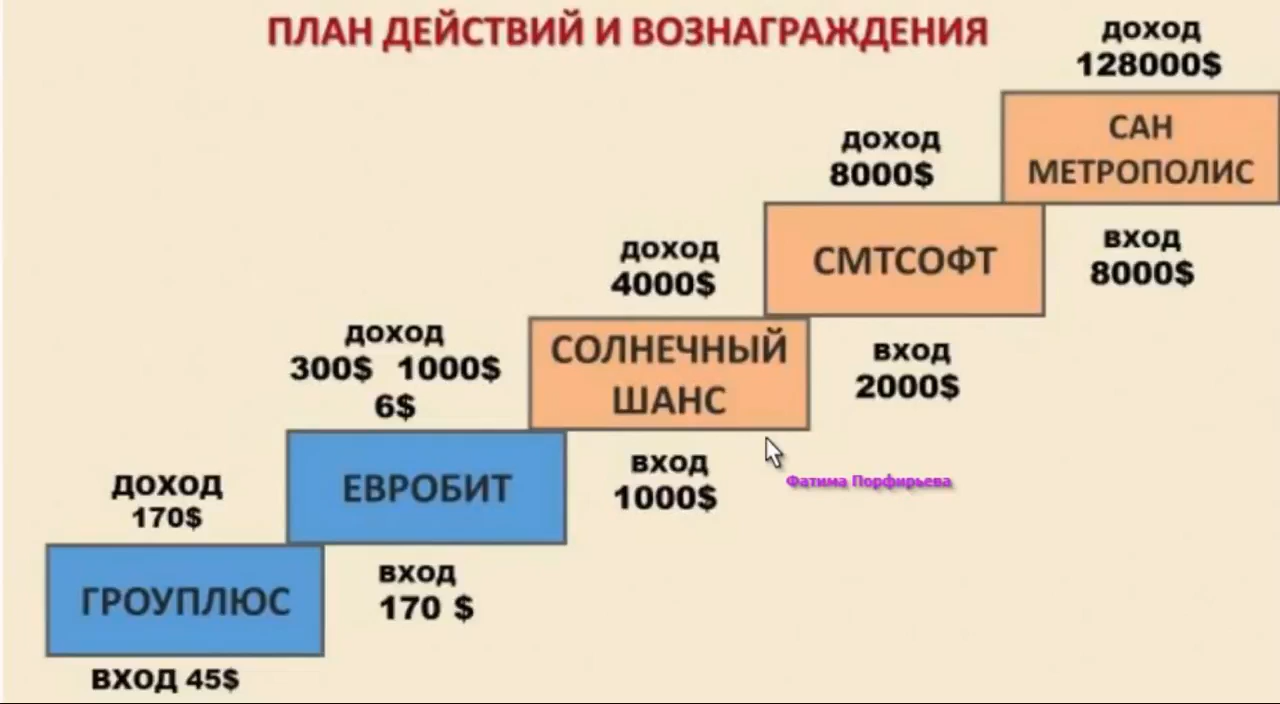 ПЛАН ДЕЙСТВИЙ И ВОЗНАГРАЖДЕНИЯ
доход
128000$
САН
МЕТРОПОЛИС
вход
8000$
доход
8000$
СМТСОФТ
вход
2000$
доход
4000$
СОЛНЕЧНЫЙ
ШАНС
вход
1000$
Фатима Порфирьева
доход
300$ 1000$
6$
ЕВРОБИТ
вход
170 $
доход
170$
ГРОУПЛЮС
вход 45$